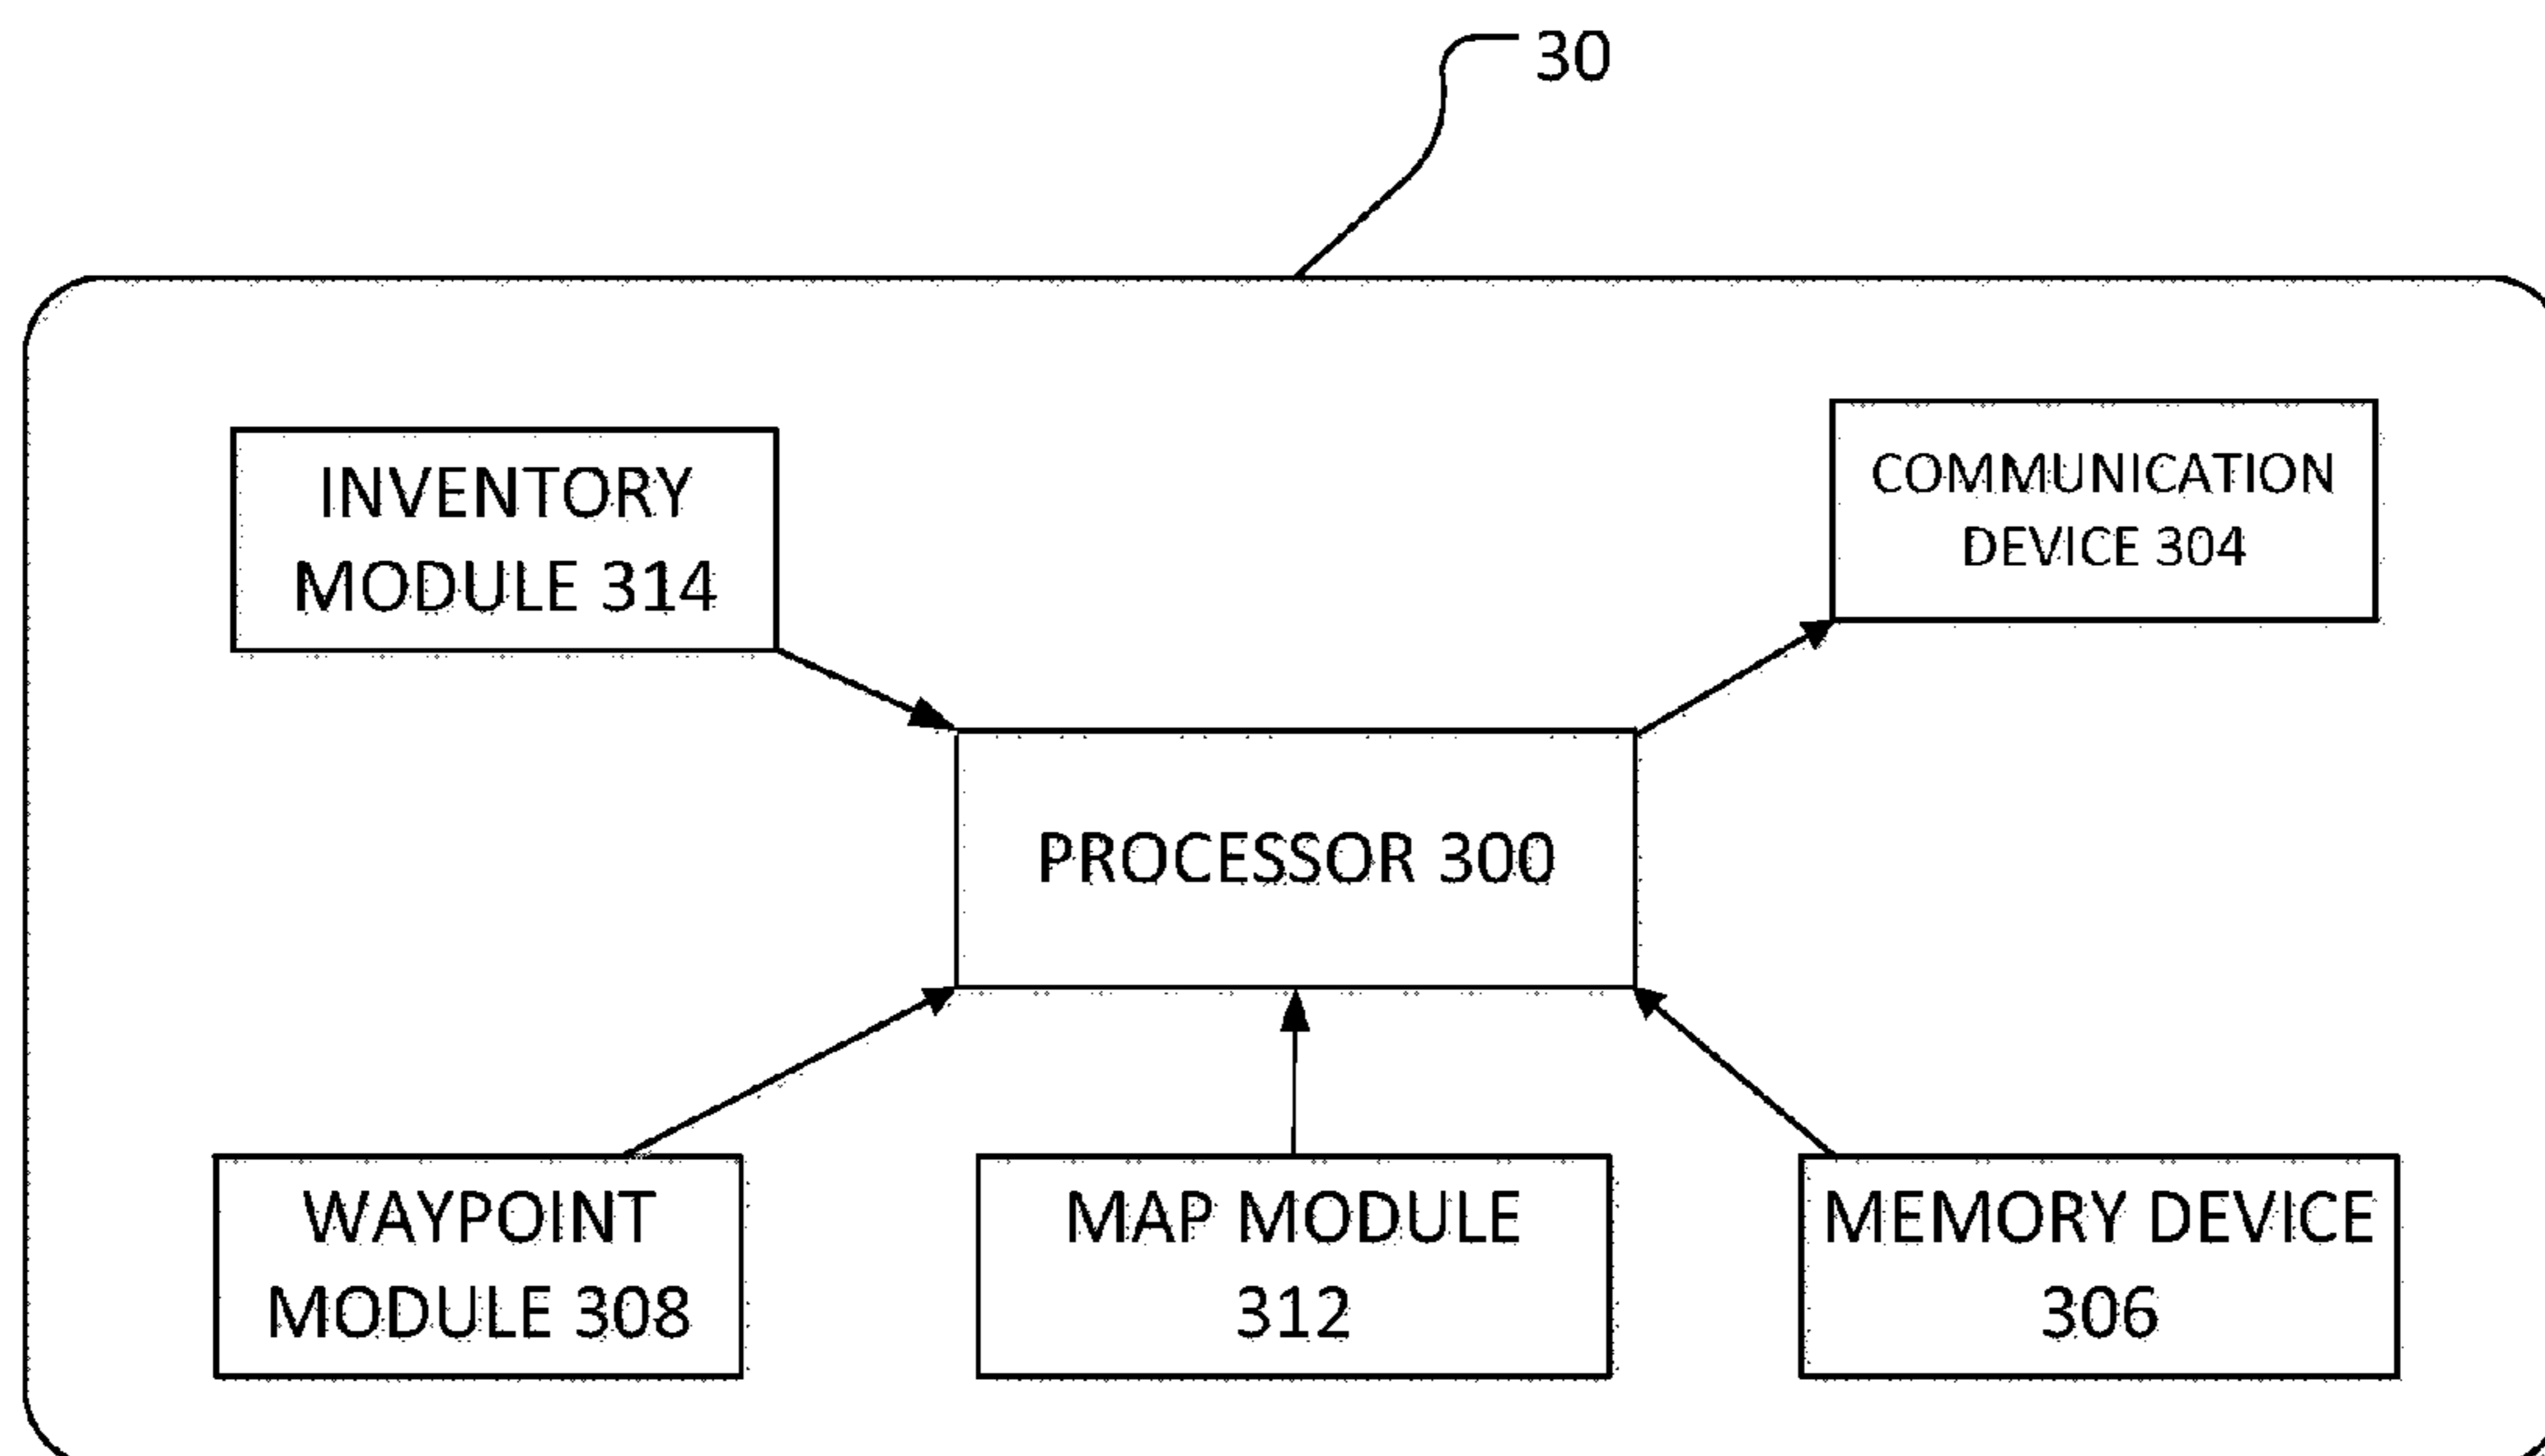 30
INVENTORY
MODULE 314
COMMUNICATION
DEVICE 304
PROCESSOR 300
WAYPOINT
MODULE 308
MAP MODULE
312
MEMORY DEVICE
306